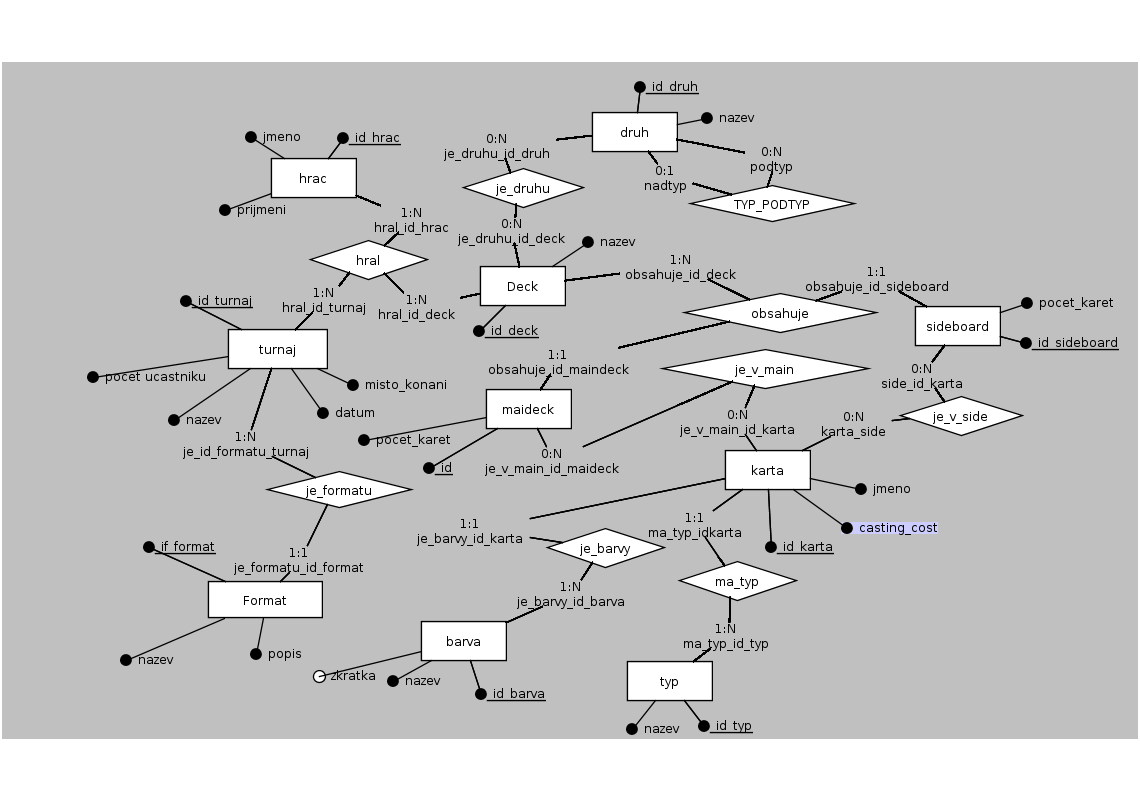 id_druh
nazev
druh
0:N
je_druhu_id_druh
0:N
podtyp
0:1
nadtyp
TYP_PODTYP
je_druhu
0:N
je_druhu_id_deck
jmeno
id_hrac
hrac
prijmeni
1:N
hral_id_hrac
hral
1:N
hral_id_turnaj
1:N
hral_id_deck
nazev
Deck
id_deck
1:N
obsahuje_id_deck
1:1
obsahuje_id_sideboard
obsahuje
pocet_karet
sideboard
id_sideboard
id_turnaj
turnaj
pocet ucastniku
nazev
datum
misto_konani
1:1
obsahuje_id_maindeck
je_v_main
0:N
side_id_karta
maideck
pocet_karet
id
0:N
je_v_main_id_maideck
0:N
je_v_main_id_karta
0:N
karta_side
je_v_side
1:N
je_id_formatu_turnaj
je_formatu
karta
jmeno
casting_cost
id_karta
1:1
je_barvy_id_karta
1:1
ma_typ_idkarta
je_barvy
ma_typ
if_format
1:1
je_formatu_id_format
Format
nazev
popis
1:N
je_barvy_id_barva
barva
zkratka
nazev
id_barva
1:N
ma_typ_id_typ
typ
nazev
id_typ